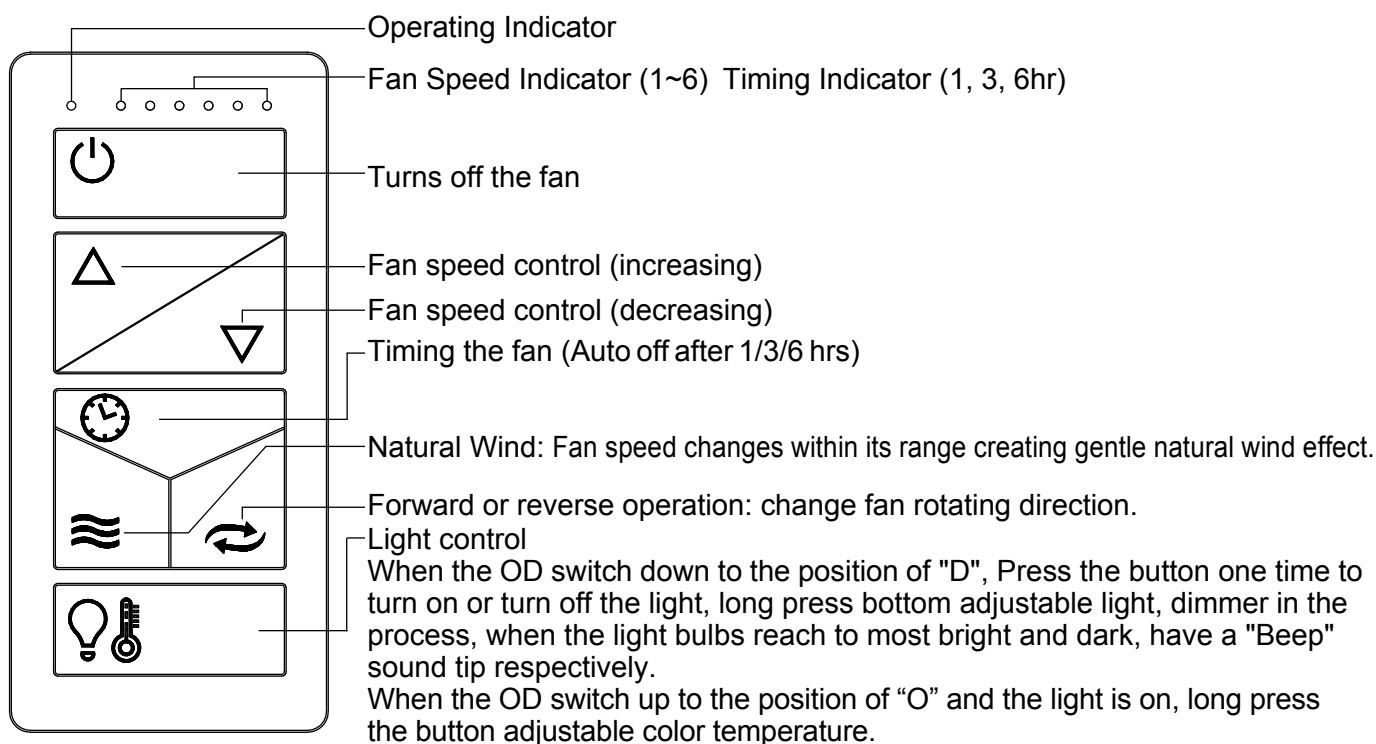 Operating Indicator
Fan Speed Indicator (1~6)  Timing Indicator (1, 3, 6hr)
Turns off the fan
Fan speed control (increasing)
Fan speed control (decreasing)
Timing the fan (Auto off after 1/3/6 hrs)
Natural Wind: Fan speed changes within its range creating gentle natural wind effect.
Forward or reverse operation: change fan rotating direction.
Light control
When the OD switch down to the position of "D", Press the button one time to
turn on or turn off the light, long press bottom adjustable light, dimmer in the
process, when the light bulbs reach to most bright and dark, have a "Beep"
sound tip respectively.
When the OD switch up to the position of “O” and the light is on, long press
the button adjustable color temperature.